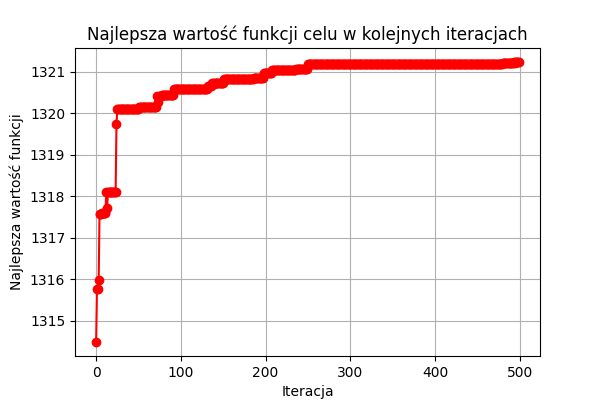 Najlepsza wartość funkcji celu w kolejnych iteracjach
Najlepsza wartość funkcji
1321
1320
1319
1318
1317
1316
1315
0 100 200 300 400 500
Iteracja